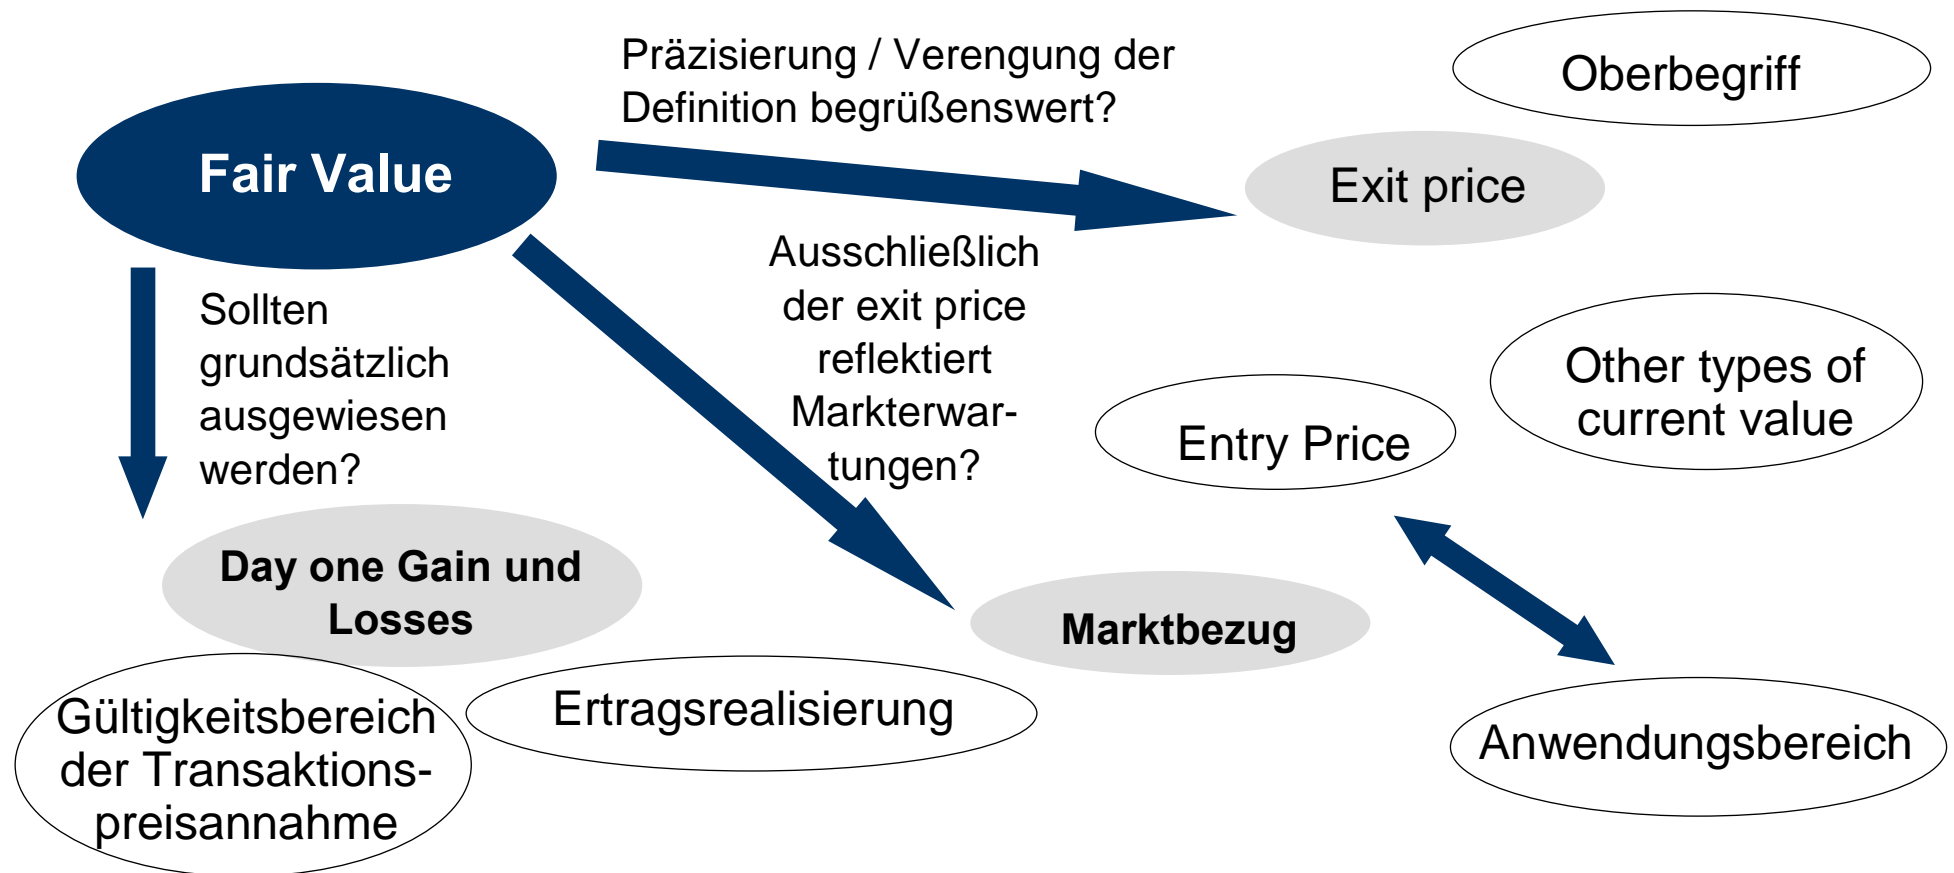 Präzisierung / Verengung der
Definition begrüßenswert?
Oberbegriff
Fair Value
Exit price
Ausschließlich
der exit price
reflektiert
Markterwar-
tungen?
Sollten
grundsätzlich
ausgewiesen
werden?
Other types of
current value
Entry Price
Day one Gain und
Losses
Marktbezug
Gültigkeitsbereich
der Transaktions-
preisannahme
Ertragsrealisierung
Anwendungsbereich